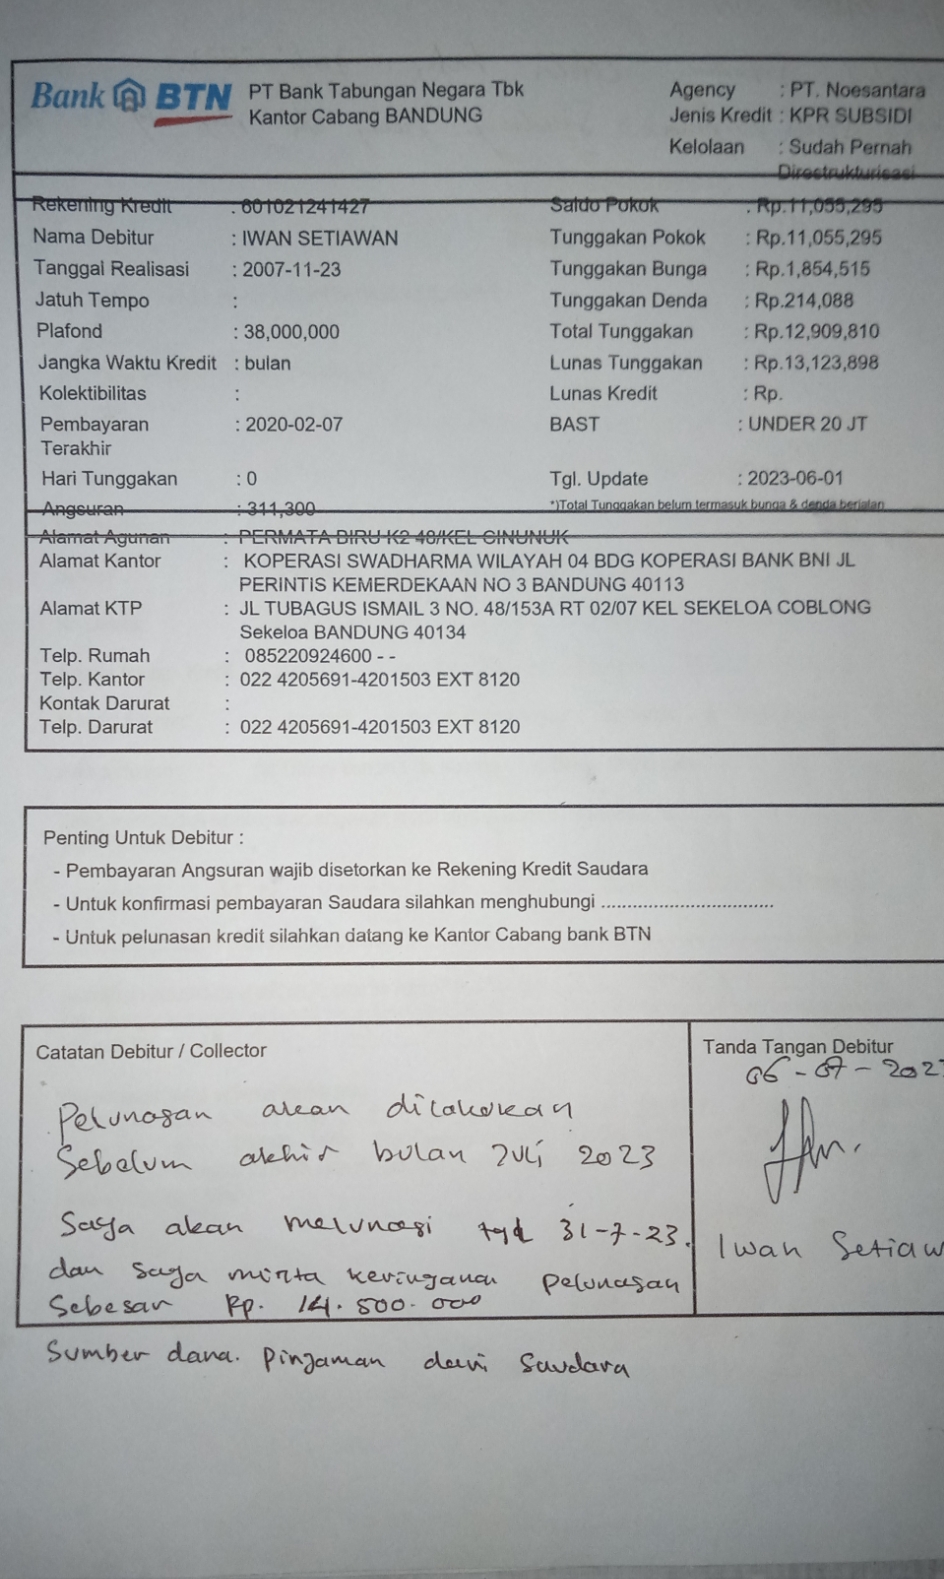 Bank BTN PT Bank Tabungan Negara Tbk
Kantor Cabang BANDUNG
Agency : PT. Noesantara
Jenis Kredit : KPR SUBSIDI
Kelolaan : Sudah Pernah
Direstrukturisasi
Rekening Kredit : 601021241427
Nama Debitur : IWAN SETIAWAN
Tanggal Realisasi : 2007-11-23
Jatuh Tempo :
Plafond : 38,000,000
Jangka Waktu Kredit : bulan
Kolektibilitas :
Pembayaran : 2020-02-07
Terakhir
Hari Tunggakan : 0
Angsuran : 311,300
Saldo Pokok : Rp.11,055,295
Tunggakan Pokok : Rp.11,055,295
Tunggakan Bunga : Rp.1,854,515
Tunggakan Denda : Rp.214,088
Total Tunggakan : Rp.12,909,810
Lunas Tunggakan : Rp.13,123,898
Lunas Kredit : Rp.
BAST : UNDER 20 JT
Tgl. Update : 2023-06-01
*)Total Tunggakan belum termasuk bunga & denda berjalan
Alamat Agunan : PERMATA BIRU K2 48/KEL CINUNUK
Alamat Kantor : KOPERASI SWADHARMA WILAYAH 04 BDG KOPERASI BANK BNI JL
PERINTIS KEMERDEKAAN NO 3 BANDUNG 40113
Alamat KTP : JL TUBAGUS ISMAIL 3 NO. 48/153A RT 02/07 KEL SEKELOA COBLONG
Sekeloa BANDUNG 40134
Telp. Rumah : 085220924600 - -
Telp. Kantor : 022 4205691-4201503 EXT 8120
Kontak Darurat :
Telp. Darurat : 022 4205691-4201503 EXT 8120
Penting Untuk Debitur :
- Pembayaran Angsuran wajib disetorkan ke Rekening Kredit Saudara
- Untuk konfirmasi pembayaran Saudara silahkan menghubungi .................................
- Untuk pelunasan kredit silahkan datang ke Kantor Cabang bank BTN
Catatan Debitur / Collector
Pelunasan akan dilakukan
Sebelum akhir bulan Juli 2023
Saya akan melunasi tgl 31-7-23.
dan saya minta keringanan pelunasan
Sebesar Rp. 14.500.000
Sumber dana. Pinjaman dari Saudara
Tanda Tangan Debitur
06-07-202
Iwan Setiaw